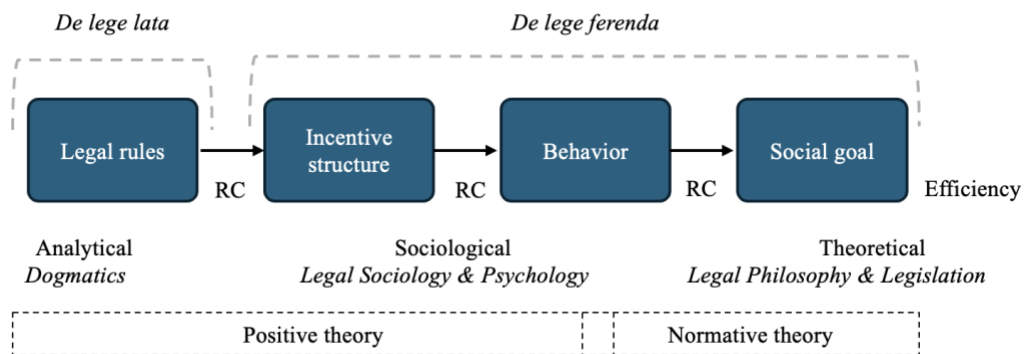 De lege lata
De lege ferenda
Legal rules
RC
Incentive
structure
RC
Behavior
RC
Social goal
Efficiency
Analytical
Dogmatics
Sociological
Legal Sociology & Psychology
Theoretical
Legal Philosophy & Legislation
Positive theory
Normative theory